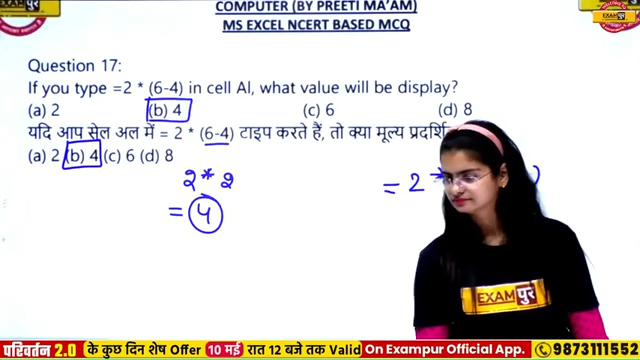 COMPUTER (BY PREETI MA'AM)
MS EXCEL NCERT BASED MCQ
EXAM पुर
Question 17:
If you type =2 * (6-4) in cell Al, what value will be display?
(a) 2 (b) 4 (c) 6 (d) 8
यदि आप सेल अल में = 2 * (6-4) टाइप करते हैं, तो क्या मूल्य
(a) 2 (b) 4 (c) 6 (d) 8
2 * 2
= 2 *
= 4
EXAM पुर
परिवर्तन 2.0 के कुछ दिन शेष Offer 10 मई रात 12 बजे तक Valid On Exampur Official App. 9873111552